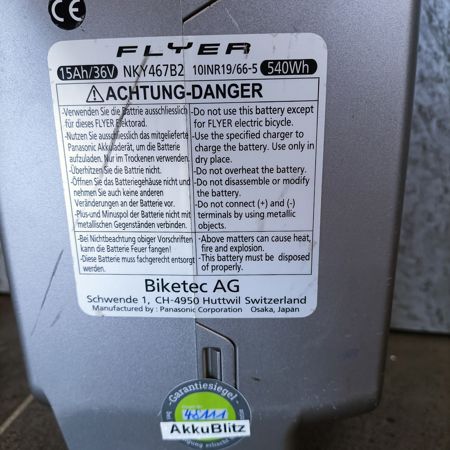 CE
FLYER
15Ah/36V NKY467B2 10INR19/66-5 540Wh
ACHTUNG-DANGER
-Verwenden Sie die Battrie ausschliesslich
für dieses FLYER Elektorad.
-Nutzen Sie ausschliesslich das mitgelieferte
Panasonic Akkuladerät, um die Batterie
aufzuladen. Nur im Trockenen verwenden.
-Überhitzen Sie die Battrie nicht.
-Öffnen Sie das Batteriegehäuse nicht und
nehmen Sie auch keine anderen
Veränderungen an der Batterie vor.
-Plus-und Minuspol der Batterie nicht mit
metallischen Gegenständen verbinden.
-Do not use this battery except
for FLYER electric bicycle.
-Use the specified charger to
charge the battery. Use only in
dry place.
-Do not overheat the battery.
-Do not disassemble or modify
the battery.
-Do not connect (+) and (-)
terminals by using metallic
objects.
-Bei Nichtbeachtung obiger Vorschriften
kann die Batterie Feuer fangen!
-Diese Batterie muss fachgerecht entsorgt
werden.
-Above matters can cause heat,
fire and explosion.
-This battery must be disposed
of properly.
Biketec AG
Schwende 1, CH-4950 Huttwil Switzerland
Manufactured by : Panasonic Corporation Osaka, Japan
Garantiesiegel
48111
AkkuBlitz